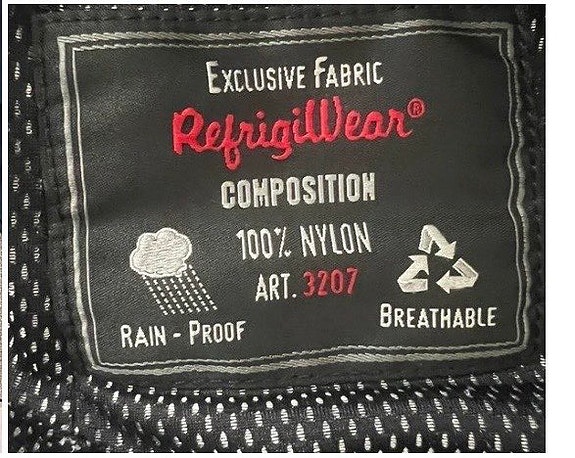 Exclusive Fabric
RefrigiWear®
COMPOSITION
100% NYLON
ART. 3207
Rain - Proof
Breathable